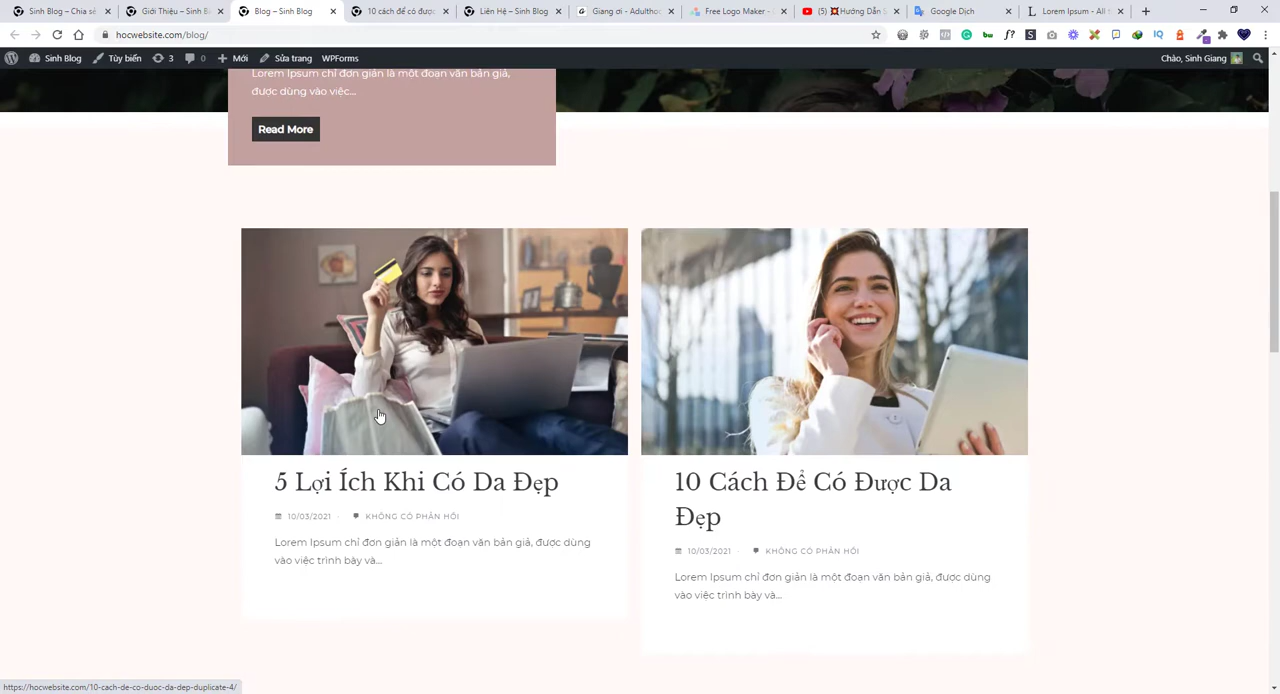 Sinh Blog – Chia sẻ
Giới Thiệu – Sinh B
Blog – Sinh Blog
10 cách để có được
Liên Hệ – Sinh Blog
Giang ơi - Adulthoo
Free Logo Maker -
(5) 💥Hướng Dẫn S
Google Dịch
Lorem Ipsum - All t
hocwebsite.com/blog/
Sinh Blog
Tùy biến
3
0
Mới
Sửa trang
WPForms
Chào, Sinh Giang
Lorem Ipsum chỉ đơn giản là một đoạn văn bản giả,
được dùng vào việc...
Read More
5 Lợi Ích Khi Có Da Đẹp
10/03/2021 · KHÔNG CÓ PHẢN HỒI
Lorem Ipsum chỉ đơn giản là một đoạn văn bản giả, được dùng
vào việc trình bày và...
10 Cách Để Có Được Da
Đẹp
10/03/2021 · KHÔNG CÓ PHẢN HỒI
Lorem Ipsum chỉ đơn giản là một đoạn văn bản giả, được dùng
vào việc trình bày và...
https://hocwebsite.com/10-cach-de-co-duoc-da-dep-duplicate-4/